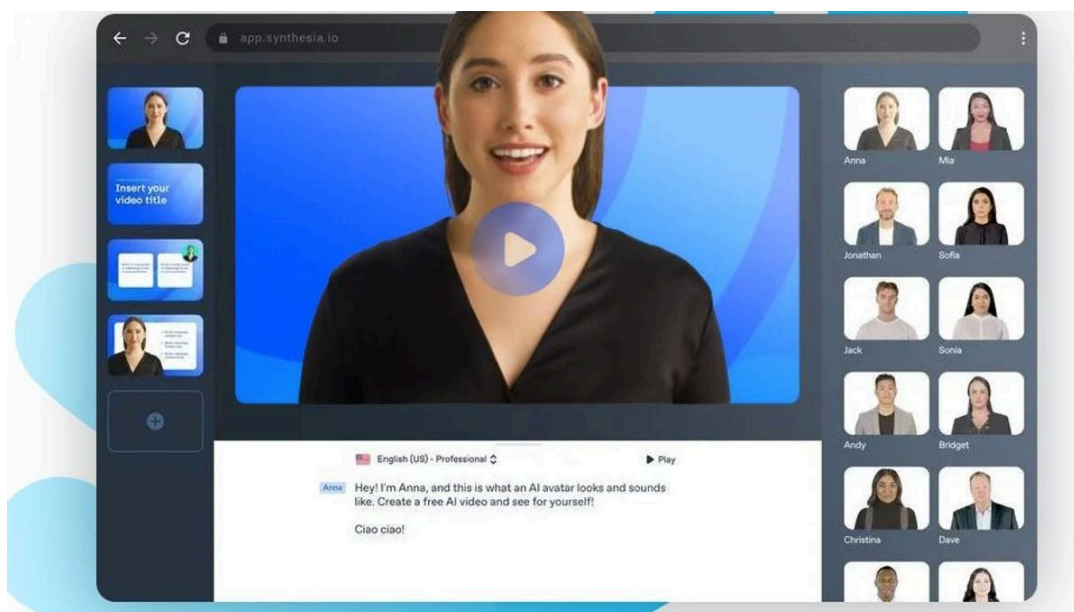 app.synthesia.io
Insert your
video title
Anna
Mia
Jonathan
Sofia
Jack
Sonia
Andy
Bridget
Christina
Dave
English (US) - Professional
Play
Anna
Hey! I'm Anna, and this is what an AI avatar looks and sounds
like. Create a free AI video and see for yourself!
Ciao ciao!